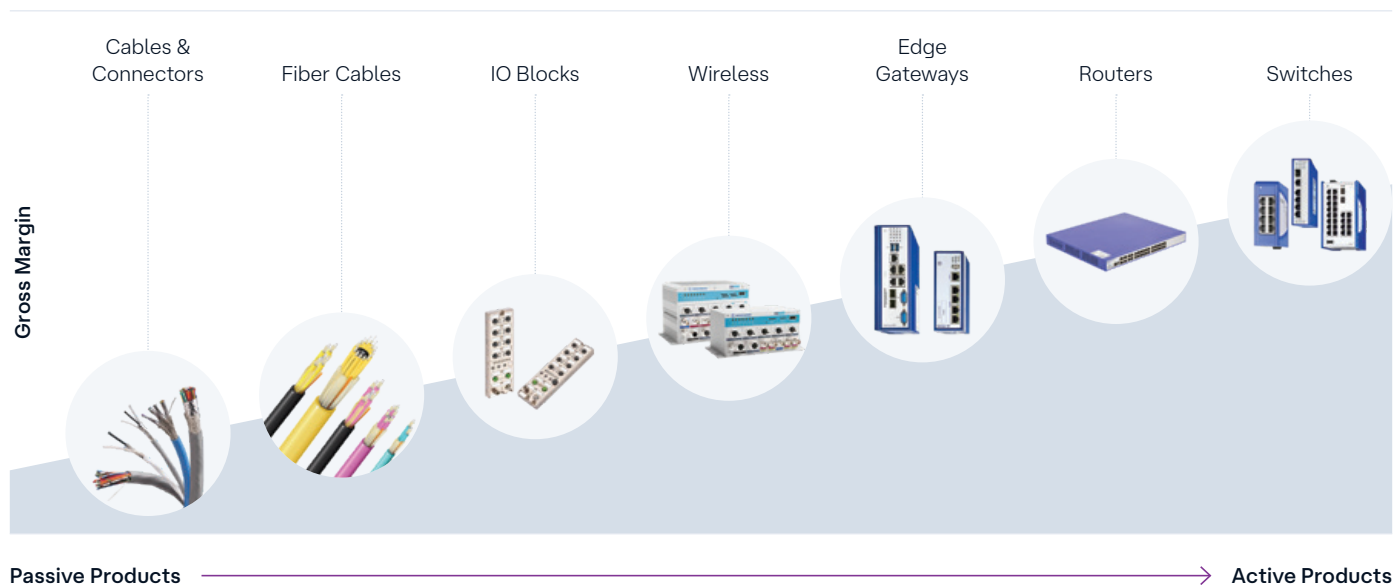 Cables &
Connectors
Fiber Cables
IO Blocks
Wireless
Edge
Gateways
Routers
Switches
Gross Margin
Passive Products
Active Products